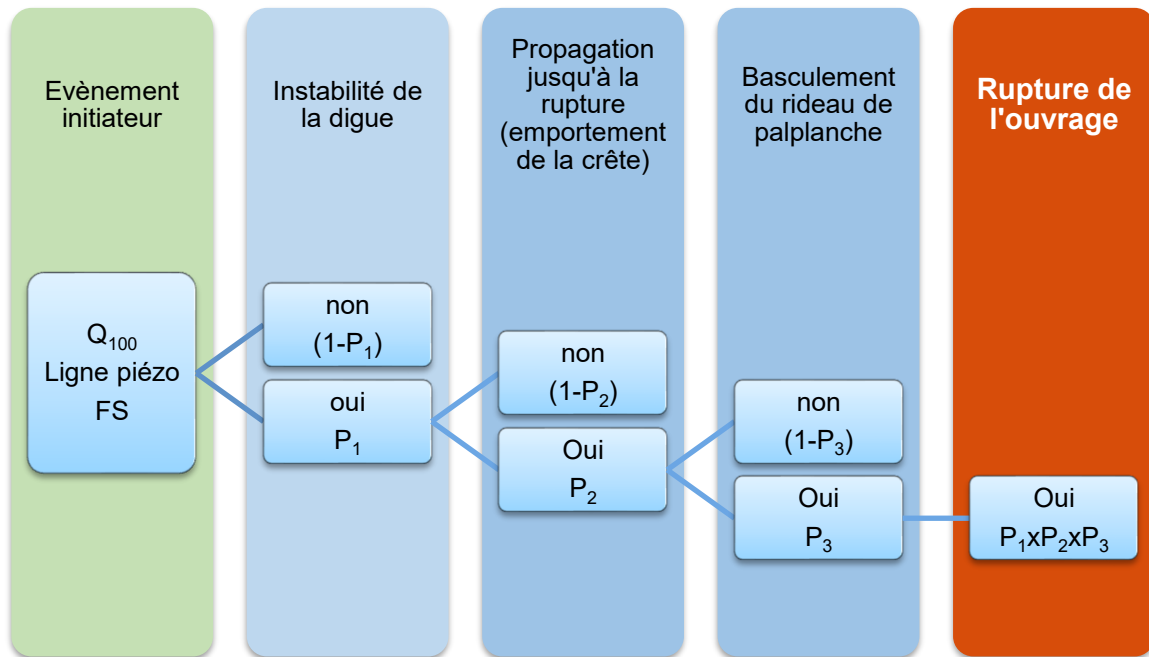 Evènement
initiateur
Instabilité de
la digue
Propagation
jusqu'à la
rupture
(emportement
de la crête)
Basculement
du rideau de
palplanche
Rupture de
l'ouvrage
Q₁₀₀
Ligne piézo
FS
non
(1-P₁)
oui
P₁
non
(1-P₂)
Oui
P₂
non
(1-P₃)
Oui
P₃
Oui
P₁xP₂xP₃